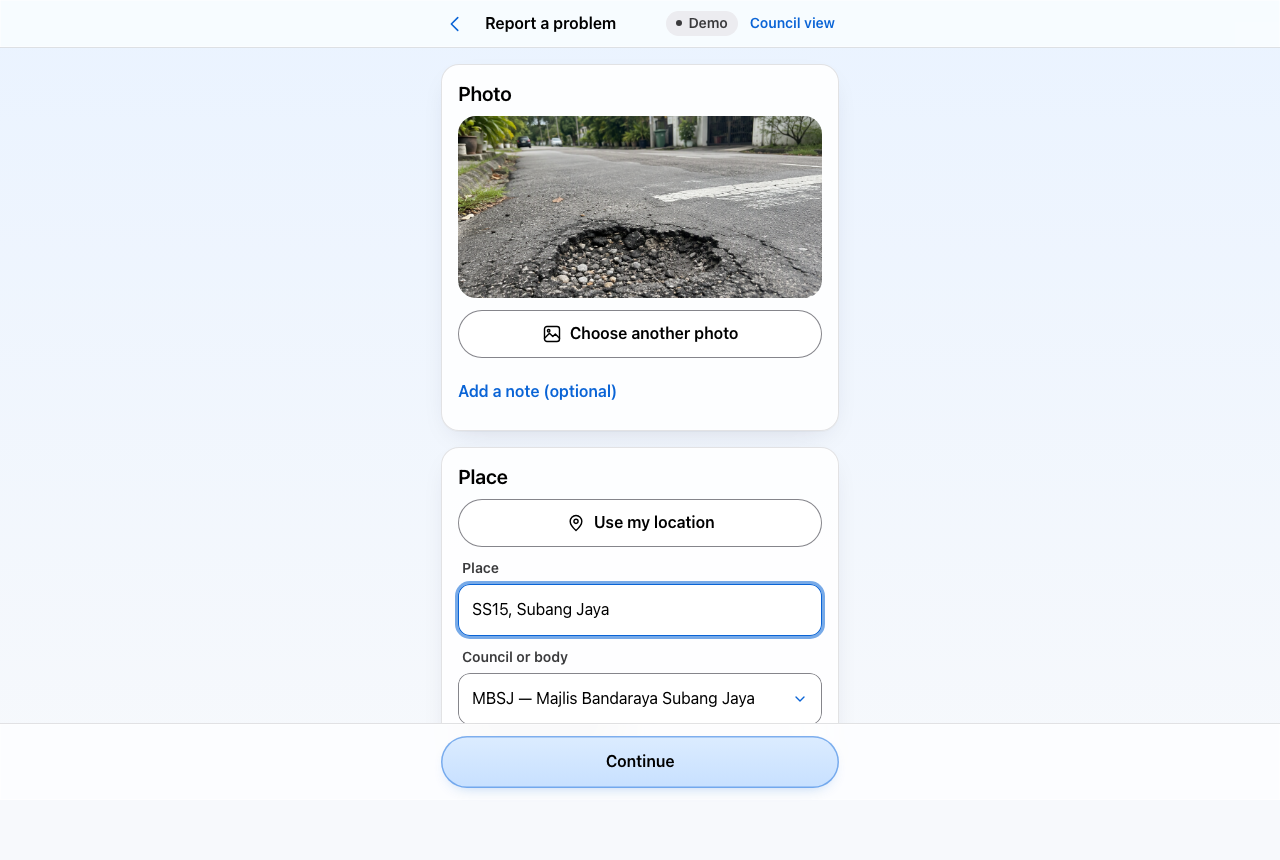 Report a problem
Demo
Council view
Photo
Choose another photo
Add a note (optional)
Place
Use my location
Place
SS15, Subang Jaya
Council or body
MBSJ — Majlis Bandaraya Subang Jaya
Continue